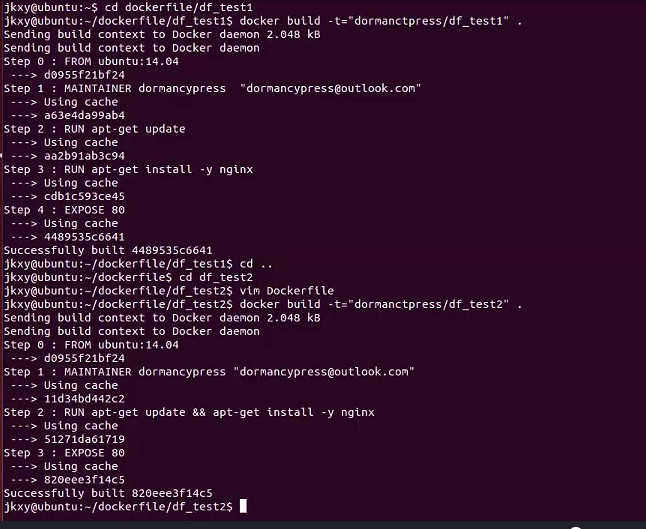 jkxy@ubuntu:~$ cd dockerfile/df_test1
jkxy@ubuntu:~/dockerfile/df_test1$ docker build -t="dormanctpress/df_test1" .
Sending build context to Docker daemon 2.048 kB
Sending build context to Docker daemon
Step 0 : FROM ubuntu:14.04
 ---> d0955f21bf24
Step 1 : MAINTAINER dormancypress  "dormancypress@outlook.com"
 ---> Using cache
 ---> a63e4da99ab4
Step 2 : RUN apt-get update
 ---> Using cache
 ---> aa2b91ab3c94
Step 3 : RUN apt-get install -y nginx
 ---> Using cache
 ---> cdb1c593ce45
Step 4 : EXPOSE 80
 ---> Using cache
 ---> 4489535c6641
Successfully built 4489535c6641
jkxy@ubuntu:~/dockerfile/df_test1$ cd ..
jkxy@ubuntu:~/dockerfile$ cd df_test2
jkxy@ubuntu:~/dockerfile/df_test2$ vim Dockerfile
jkxy@ubuntu:~/dockerfile/df_test2$ docker build -t="dormanctpress/df_test2" .
Sending build context to Docker daemon 2.048 kB
Sending build context to Docker daemon
Step 0 : FROM ubuntu:14.04
 ---> d0955f21bf24
Step 1 : MAINTAINER dormancypress "dormancypress@outlook.com"
 ---> Using cache
 ---> 11d34bd442c2
Step 2 : RUN apt-get update && apt-get install -y nginx
 ---> Using cache
 ---> 51271da61719
Step 3 : EXPOSE 80
 ---> Using cache
 ---> 820eee3f14c5
Successfully built 820eee3f14c5
jkxy@ubuntu:~/dockerfile/df_test2$